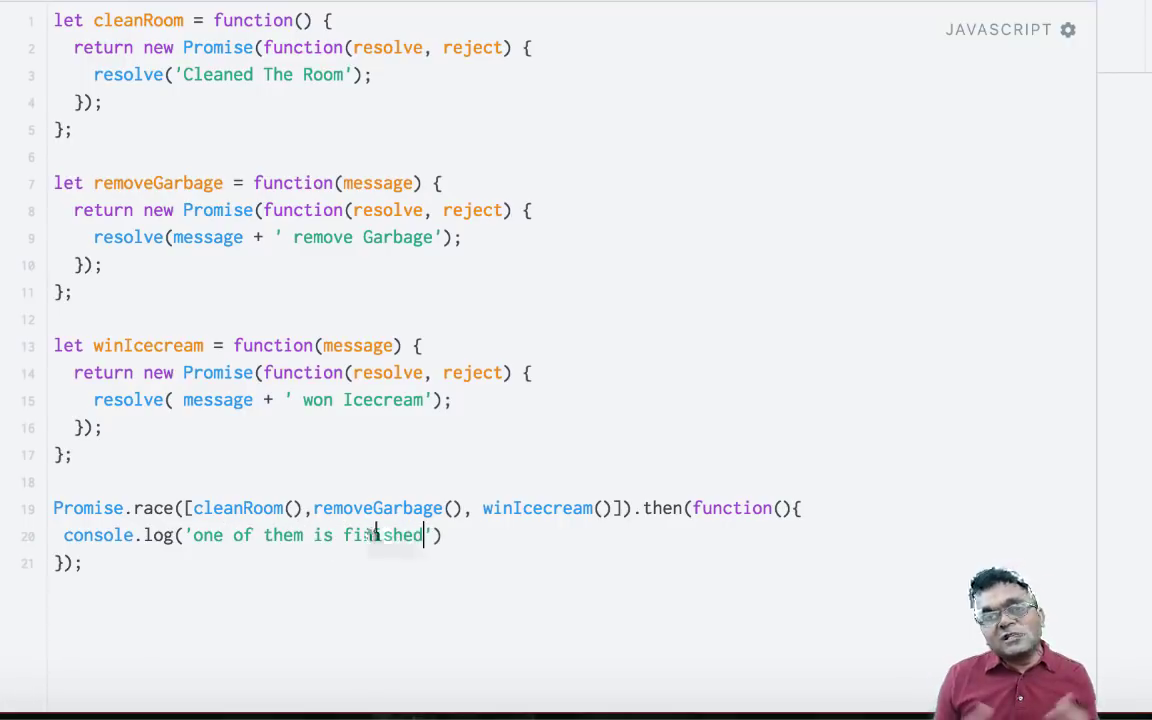 JAVASCRIPT
1 let cleanRoom = function() {
2 return new Promise(function(resolve, reject) {
3 resolve('Cleaned The Room');
4 });
5 };
6
7 let removeGarbage = function(message) {
8 return new Promise(function(resolve, reject) {
9 resolve(message + ' remove Garbage');
10 });
11 };
12
13 let winIcecream = function(message) {
14 return new Promise(function(resolve, reject) {
15 resolve( message + ' won Icecream');
16 });
17 };
18
19 Promise.race([cleanRoom(),removeGarbage(), winIcecream()]).then(function(){
20 console.log('one of them is finished')
21 });